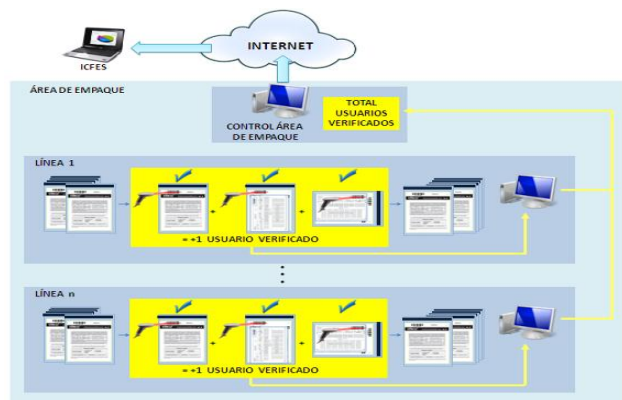 INTERNET
ICFES
ÁREA DE EMPAQUE
CONTROL ÁREA
DE EMPAQUE
TOTAL
USUARIOS
VERIFICADOS
LÍNEA 1
= +1 USUARIO VERIFICADO
LÍNEA n
= +1 USUARIO VERIFICADO